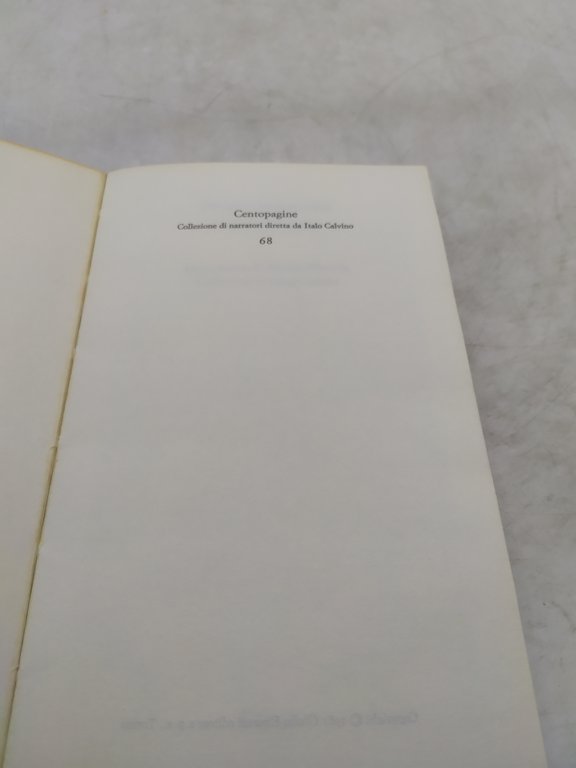 Centopagine
Collezione di narratori diretta da Italo Calvino
68